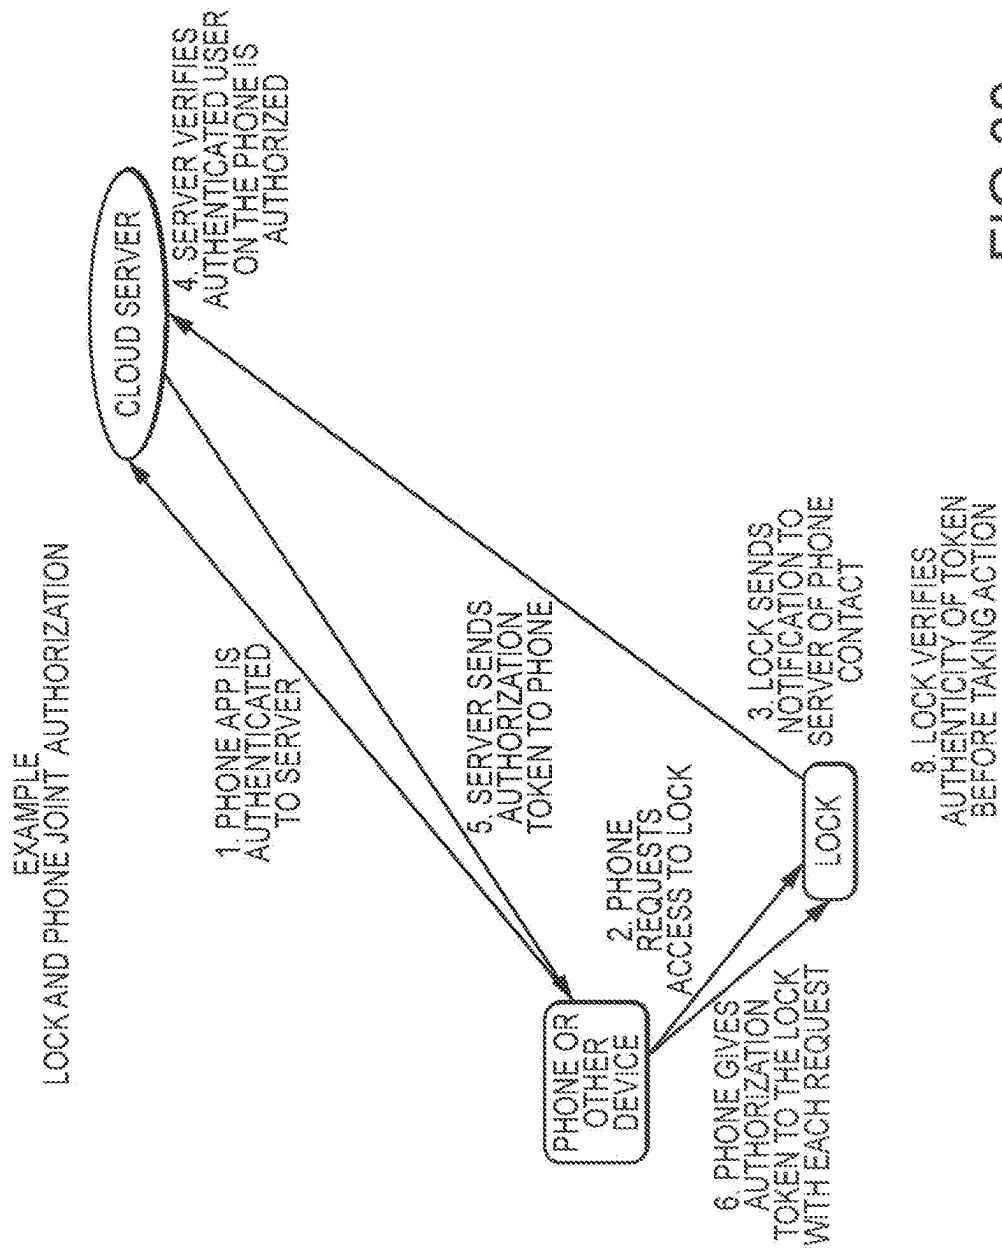 EXAMPLE
LOCK AND PHONE JOINT AUTHORIZATION
CLOUD SERVER
4. SERVER VERIFIES
AUTHENTICATED USER
ON THE PHONE IS
AUTHORIZED
1. PHONE APP IS
AUTHENTICATED
TO SERVER
5. SERVER SENDS
AUTHORIZATION
TOKEN TO PHONE
PHONE OR
OTHER
DEVICE
2. PHONE
REQUESTS
ACCESS TO LOCK
6. PHONE GIVES
AUTHORIZATION
TOKEN TO THE LOCK
WITH EACH REQUEST
LOCK
3. LOCK SENDS
NOTIFICATION TO
SERVER OF PHONE
CONTACT
8. LOCK VERIFIES
AUTHENTICITY OF TOKEN
BEFORE TAKING ACTION
FIG